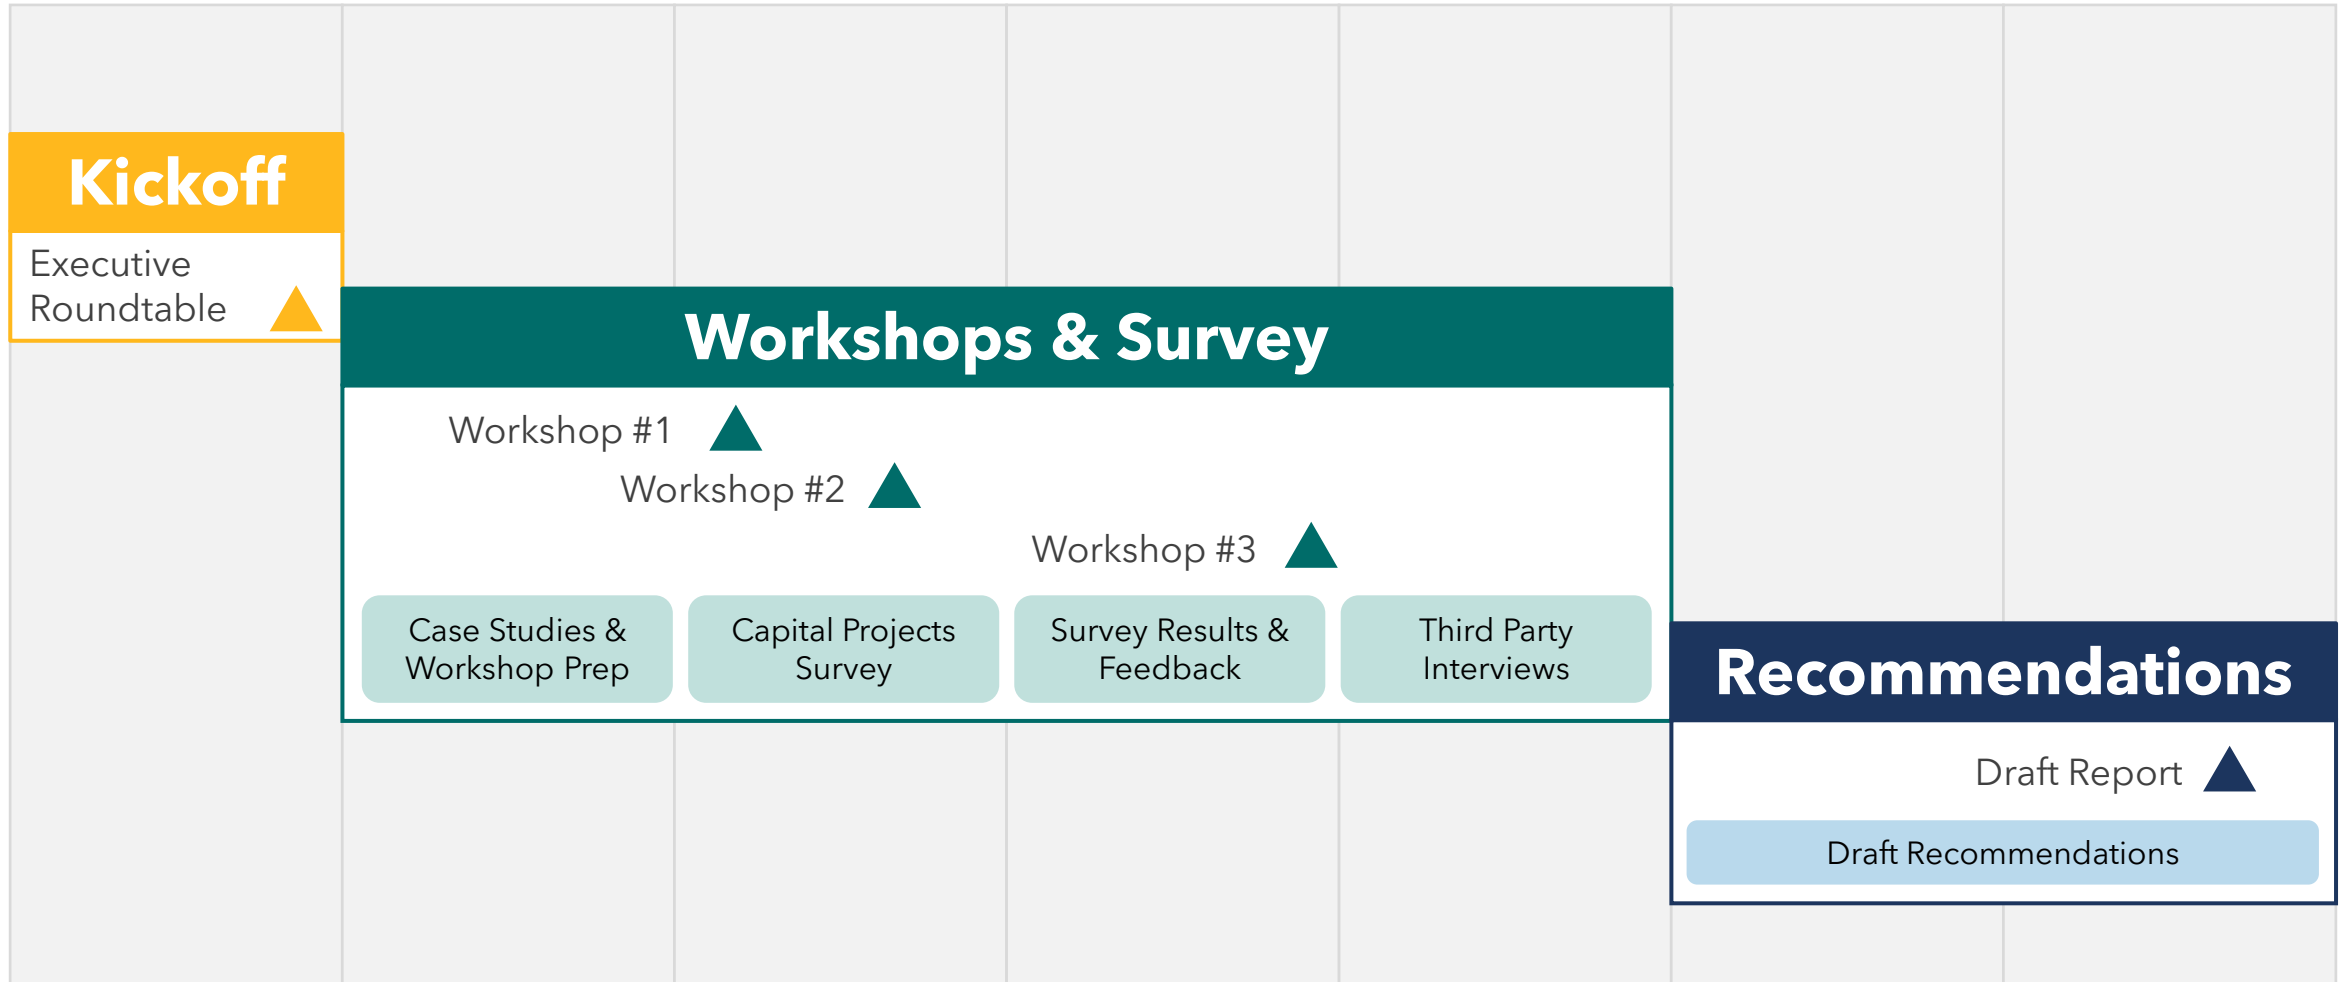 Kickoff
Executive
Roundtable
Workshops & Survey
Workshop #1
Workshop #2
Workshop #3
Case Studies &
Workshop Prep
Capital Projects
Survey
Survey Results &
Feedback
Third Party
Interviews
Recommendations
Draft Report
Draft Recommendations